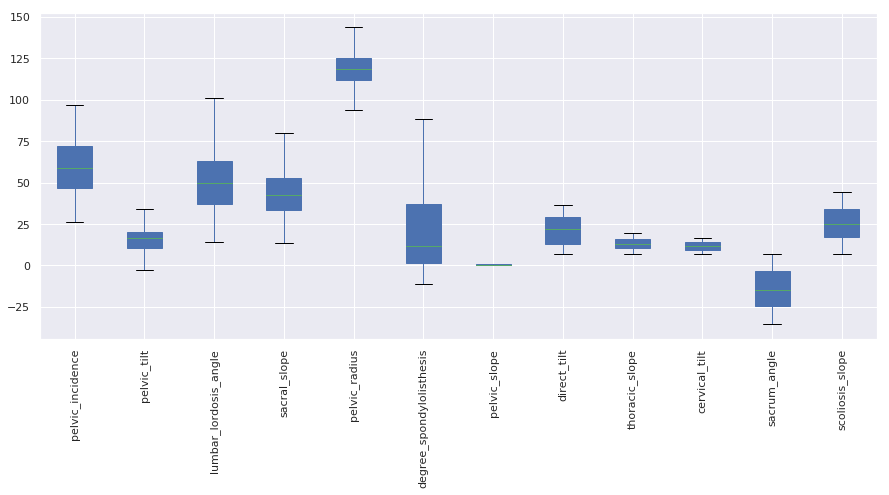 150
125
100
75
50
25
0
−25
pelvic_incidence
pelvic_tilt
lumbar_lordosis_angle
sacral_slope
pelvic_radius
degree_spondylolisthesis
pelvic_slope
direct_tilt
thoracic_slope
cervical_tilt
sacrum_angle
scoliosis_slope